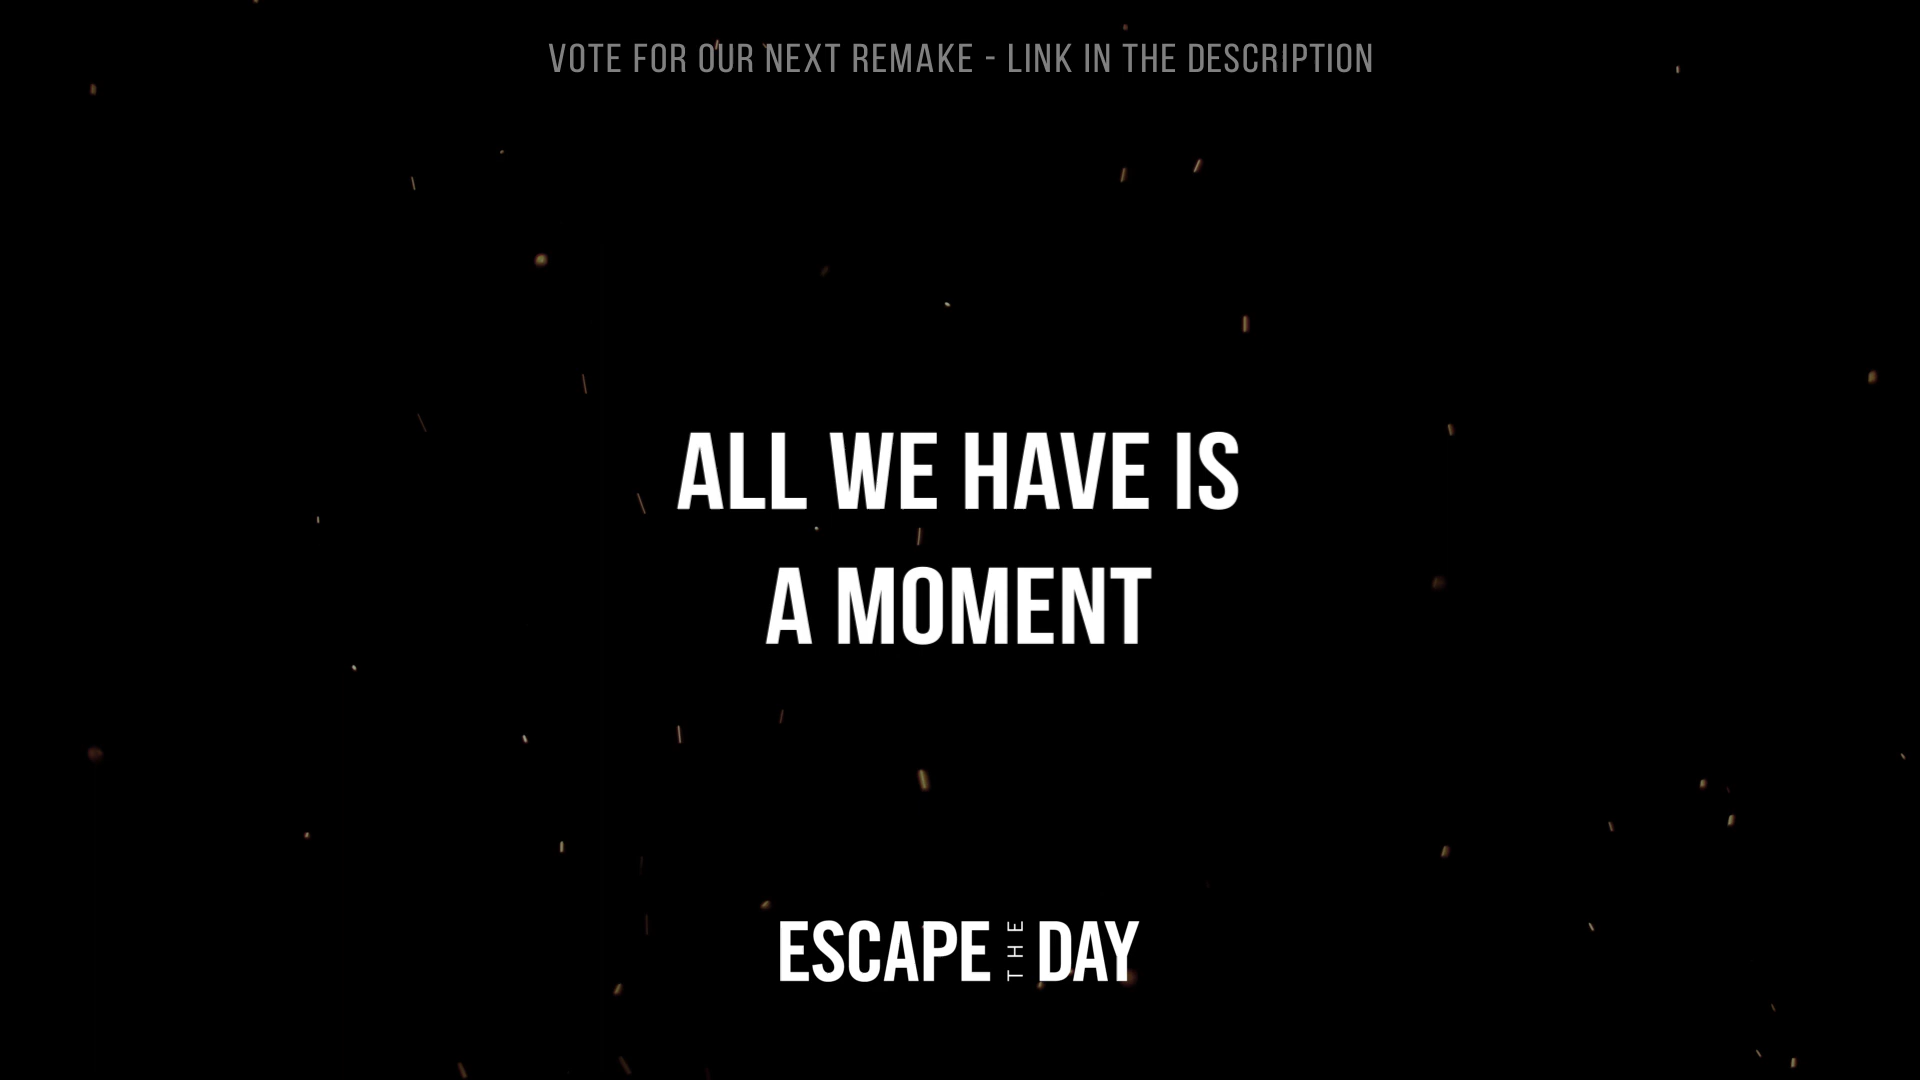 VOTE FOR OUR NEXT REMAKE - LINK IN THE DESCRIPTION
ALL WE HAVE IS
A MOMENT
ESCAPE THE DAY